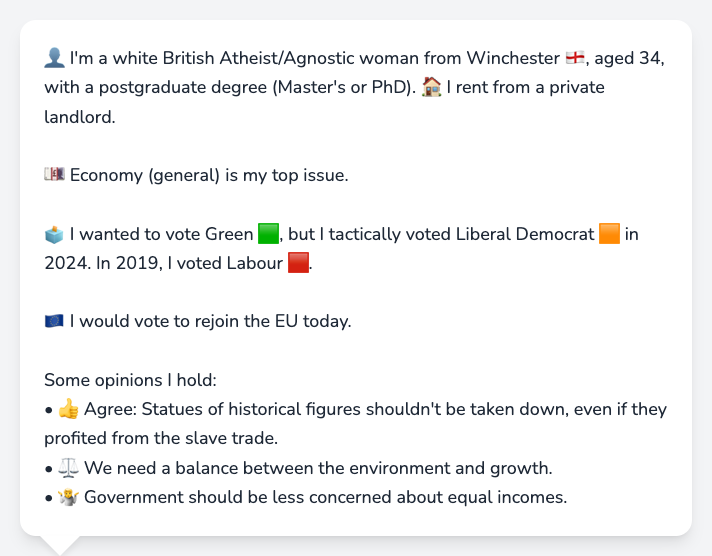 👤 I'm a white British Atheist/Agnostic woman from Winchester 🏴󠁧󠁢󠁥󠁮󠁧󠁿, aged 34,
with a postgraduate degree (Master's or PhD). 🏠 I rent from a private
landlord.
💷 Economy (general) is my top issue.
🗳️ I wanted to vote Green 🟩, but I tactically voted Liberal Democrat 🟧 in
2024. In 2019, I voted Labour 🟥.
🇪🇺 I would vote to rejoin the EU today.
Some opinions I hold:
• 👍 Agree: Statues of historical figures shouldn't be taken down, even if they
profited from the slave trade.
• ⚖️ We need a balance between the environment and growth.
• 🤷 Government should be less concerned about equal incomes.